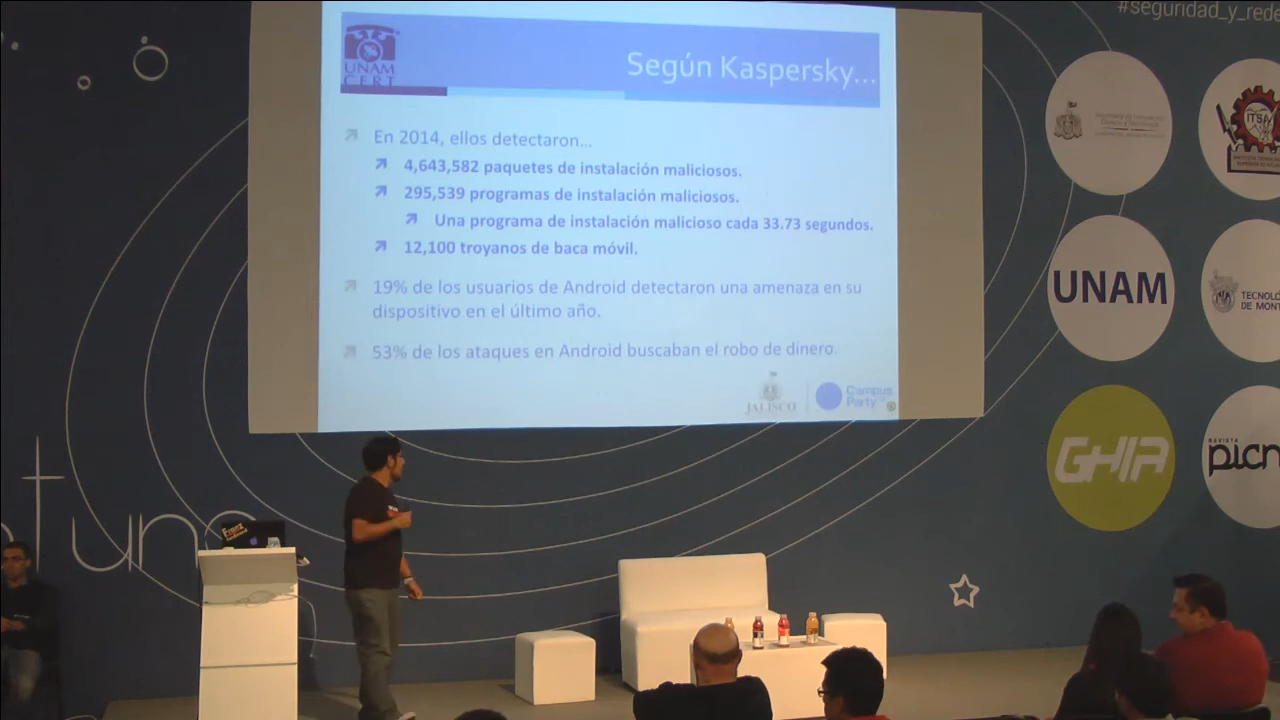 #seguridad_y_rede
UNAM
CERT
Según Kaspersky...
En 2014, ellos detectaron...
4,643,582 paquetes de instalación maliciosos.
295,539 programas de instalación maliciosos.
Una programa de instalación malicioso cada 33.73 segundos.
12,100 troyanos de baca móvil.
19% de los usuarios de Android detectaron una amenaza en su
dispositivo en el último año.
53% de los ataques en Android buscaban el robo de dinero.
JALISCO
Campus
Party
ITSA
UNAM
TECNOLÓ
DE MONT
GHIA
REVISTA
picn
una